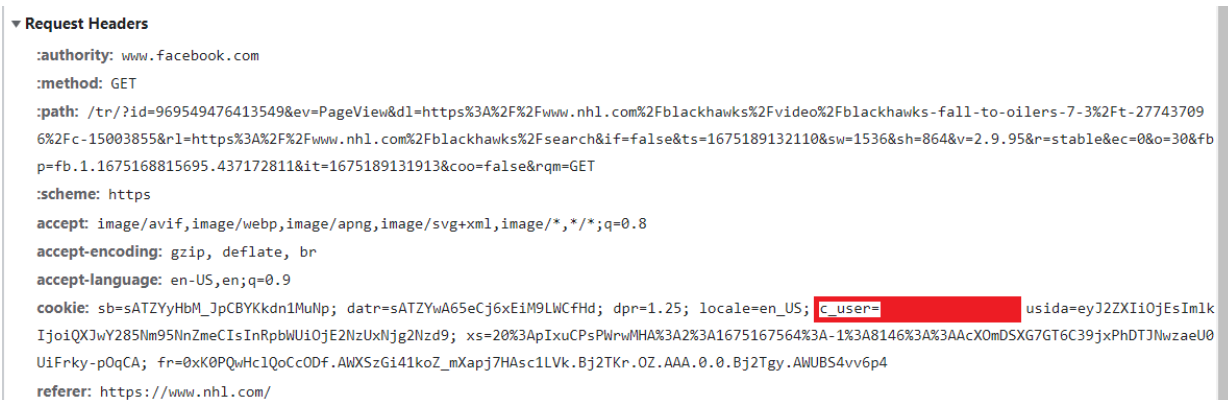 ▾ Request Headers
:authority: www.facebook.com
:method: GET
:path: /tr/?id=969549476413549&ev=PageView&dl=https%3A%2F%2Fwww.nhl.com%2Fblackhawks%2Fvideo%2Fblackhawks-fall-to-oilers-7-3%2Ft-27743709
6%2Fc-15003855&rl=https%3A%2F%2Fwww.nhl.com%2Fblackhawks%2Fsearch&if=false&ts=1675189132110&sw=1536&sh=864&v=2.9.95&r=stable&ec=0&o=30&fb
p=fb.1.1675168815695.437172811&it=1675189131913&coo=false&rqm=GET
:scheme: https
accept: image/avif,image/webp,image/apng,image/svg+xml,image/*,*/*;q=0.8
accept-encoding: gzip, deflate, br
accept-language: en-US,en;q=0.9
cookie: sb=sATZYyHbM_JpCBYKkdn1MuNp; datr=sATZYwA65eCj6xEiM9LWCfHd; dpr=1.25; locale=en_US; c_user= usida=eyJ2ZXIiOjEsImlk
IjoiQXJwY285Nm95NnZmeCIsInRpbWUiOjE2NzUxNjg2Nzd9; xs=20%3ApIxuCPsPWrwMHA%3A2%3A1675167564%3A-1%3A8146%3A%3AAcXOmDSXG7GT6C39jxPhDTJNwzaeU0
UiFrky-pOqCA; fr=0xK0PQwHclQoCcODf.AWXSzGi41koZ_mXapj7HAsc1LVk.Bj2TKr.OZ.AAA.0.0.Bj2Tgy.AWUBS4vv6p4
referer: https://www.nhl.com/